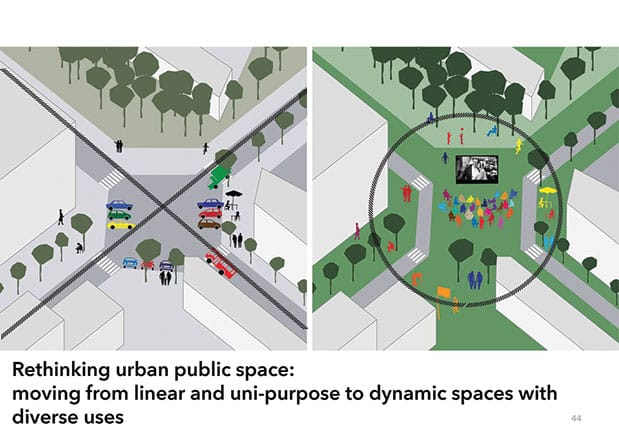 Rethinking urban public space:
moving from linear and uni-purpose to dynamic spaces with
diverse uses
44